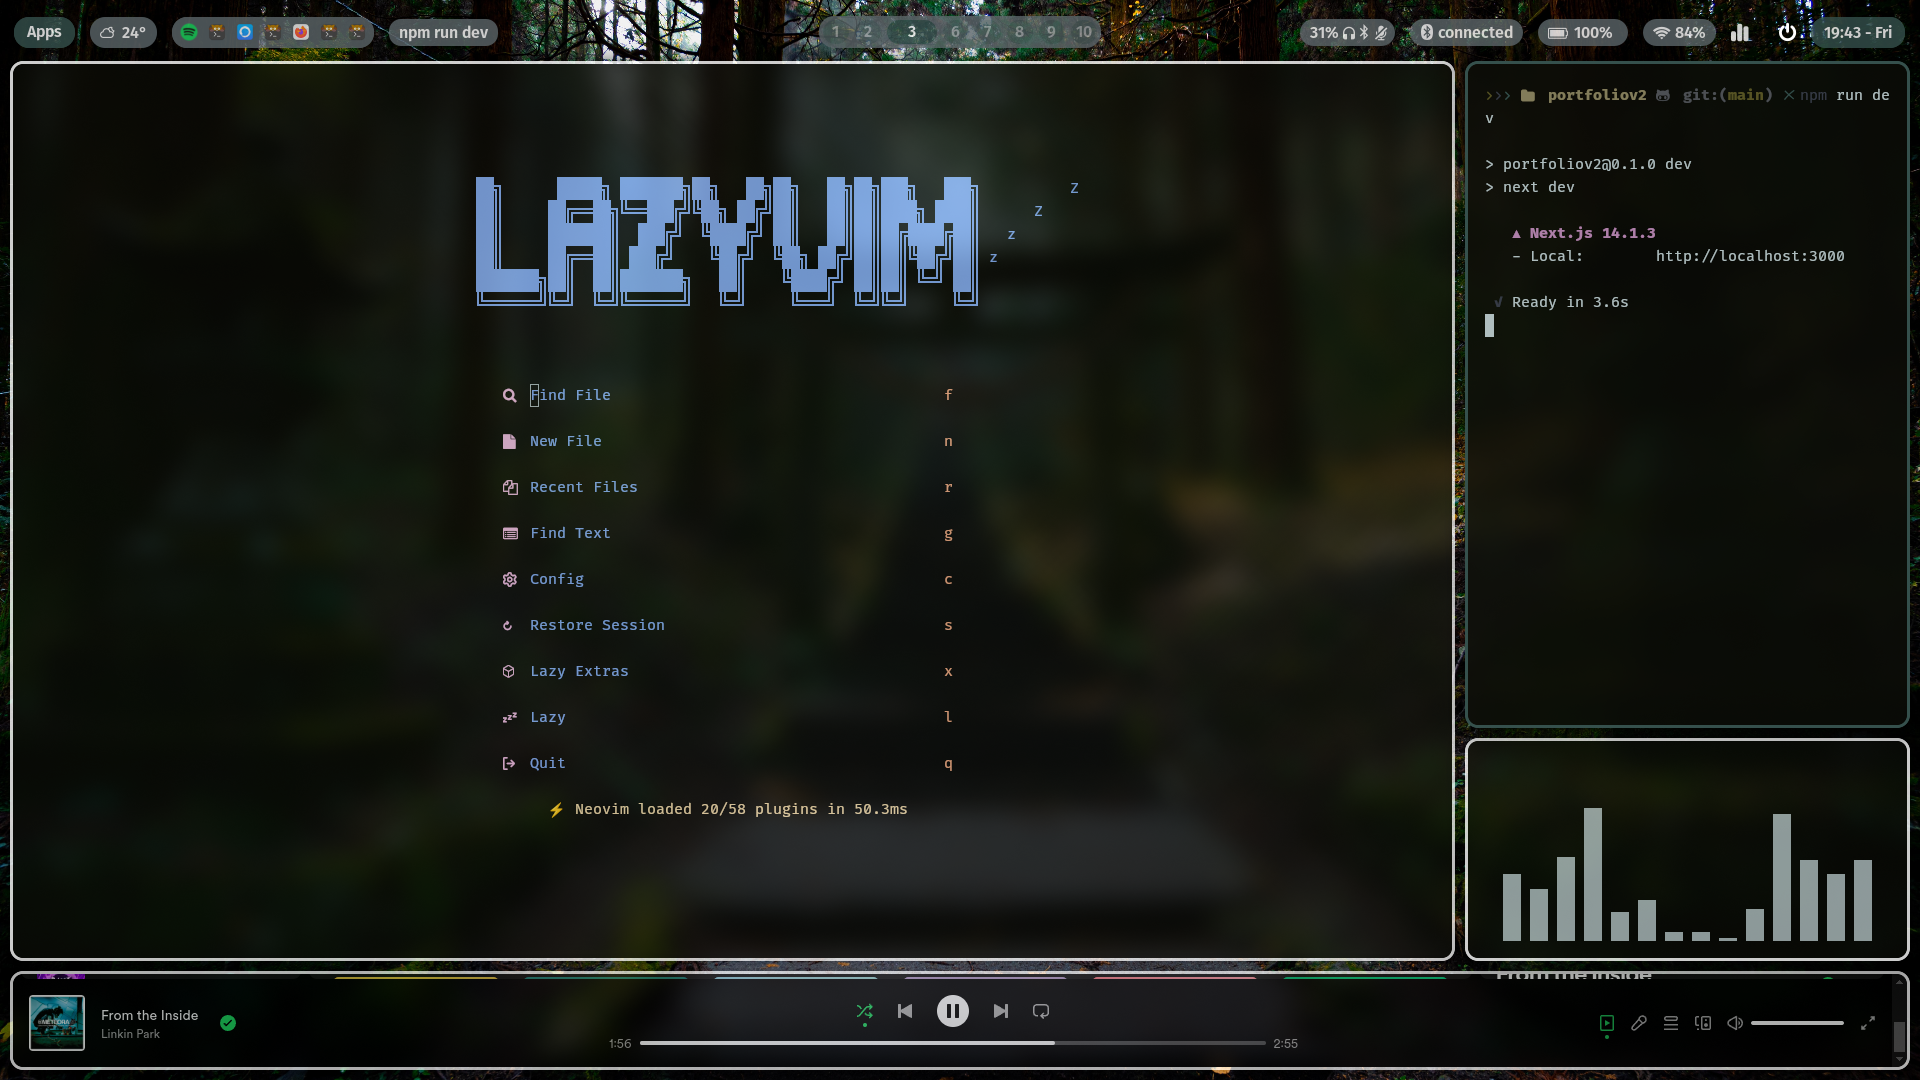 Apps 24° npm run dev 1 2 3 6 7 8 9 10 31% connected 100% 84% 19:43 - Fri
LAZYVIM
Z
Z
z
z
Find File f
New File n
Recent Files r
Find Text g
Config c
Restore Session s
Lazy Extras x
Lazy l
Quit q
⚡ Neovim loaded 20/58 plugins in 50.3ms
>>> portfoliov2 git:(main) ×npm run de
v
> portfoliov2@0.1.0 dev
> next dev
▲ Next.js 14.1.3
- Local: http://localhost:3000
√ Ready in 3.6s
From the Inside
From the Inside
Linkin Park
METEORA
1:56 2:55